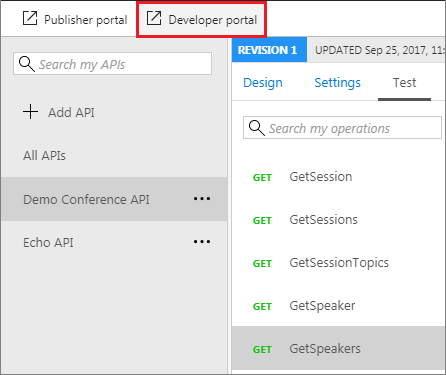 Publisher portal
Developer portal
Search my APIs
Add API
All APIs
Demo Conference API
Echo API
REVISION 1
UPDATED Sep 25, 2017, 11:
Design
Settings
Test
Search my operations
GET GetSession
GET GetSessions
GET GetSessionTopics
GET GetSpeaker
GET GetSpeakers